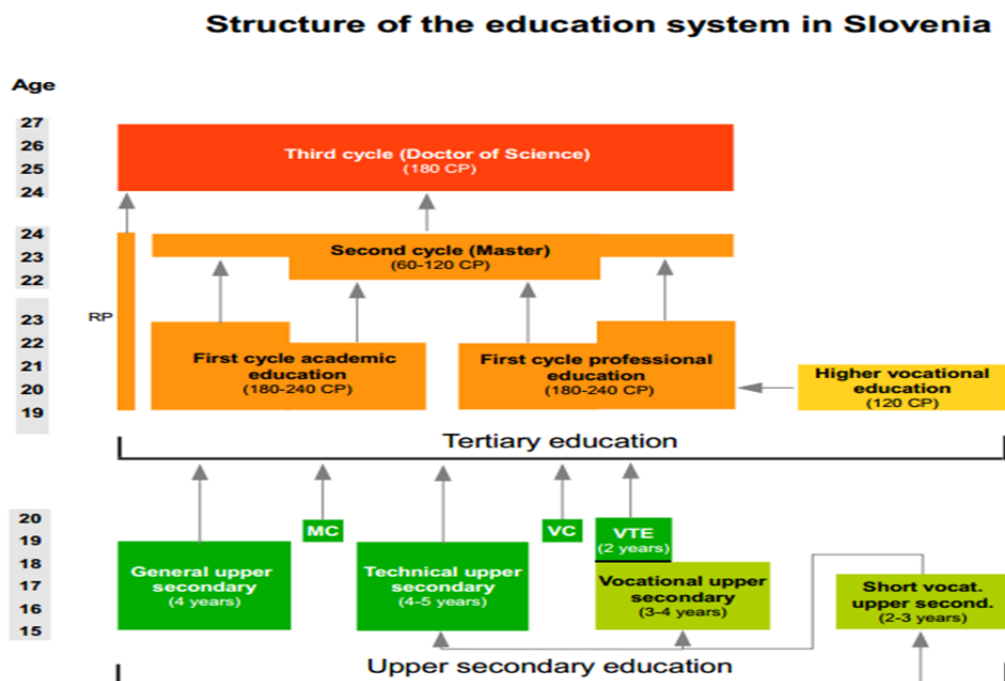 Structure of the education system in Slovenia
Age
27
26
25
24
Third cycle (Doctor of Science)
(180 CP)
24
23
22
Second cycle (Master)
(60-120 CP)
RP
23
22
21
20
19
First cycle academic
education
(180-240 CP)
First cycle professional
education
(180-240 CP)
Higher vocational
education
(120 CP)
Tertiary education
20
19
18
17
16
15
General upper
secondary
(4 years)
MC
Technical upper
secondary
(4-5 years)
VC
VTE
(2 years)
Vocational upper
secondary
(3-4 years)
Short vocat.
upper second.
(2-3 years)
Upper secondary education